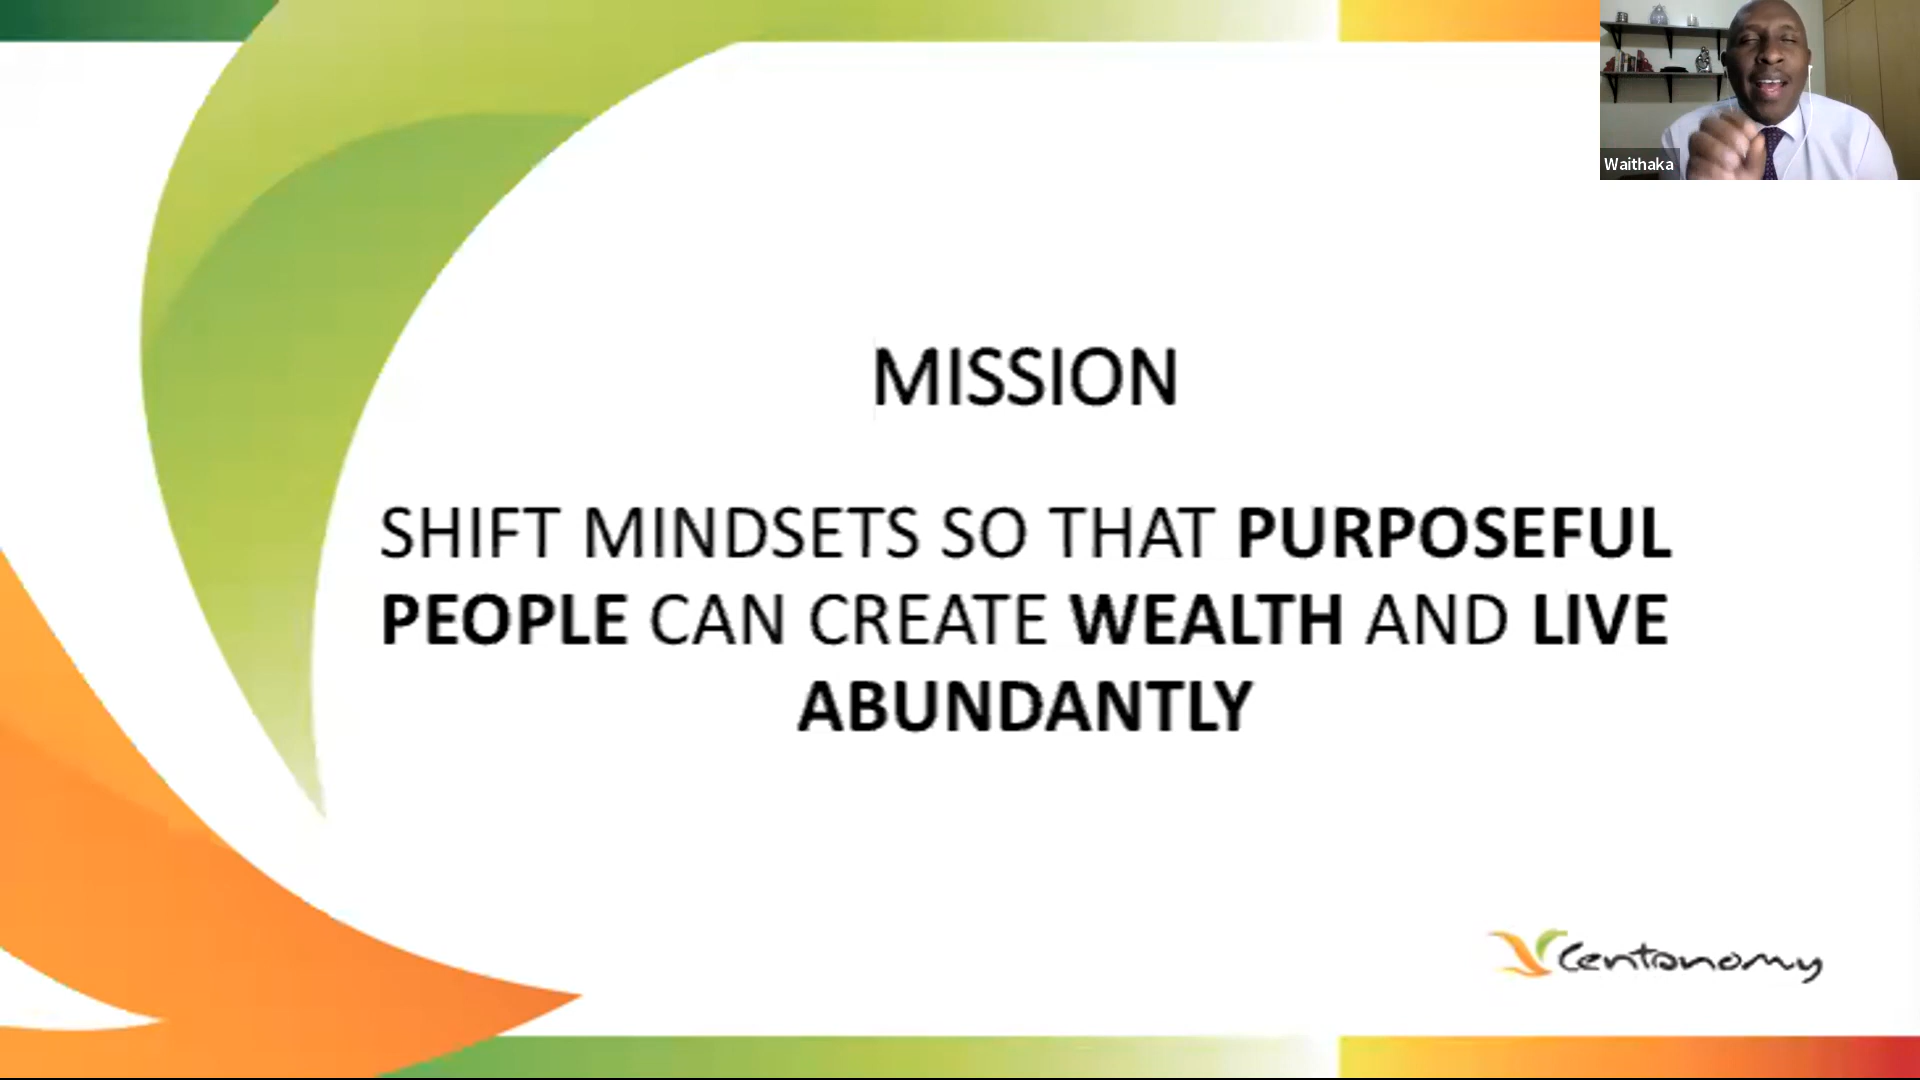 Waithaka
MISSION
SHIFT MINDSETS SO THAT PURPOSEFUL
PEOPLE CAN CREATE WEALTH AND LIVE
ABUNDANTLY
Centonomy